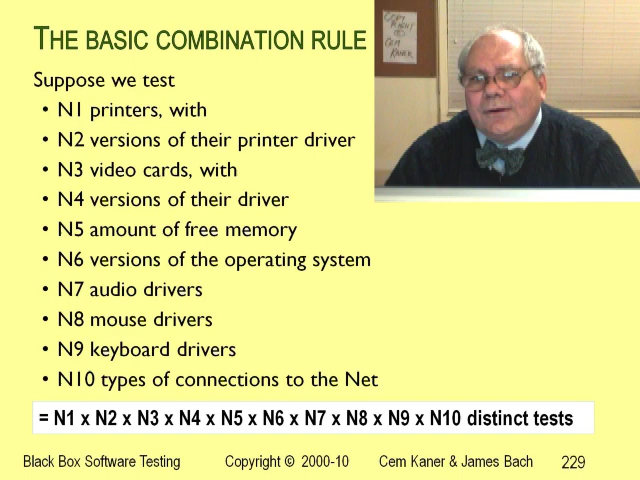 THE BASIC COMBINATION RULE
COPY
RIGHT
CEM
KANER
Suppose we test
• N1 printers, with
• N2 versions of their printer driver
• N3 video cards, with
• N4 versions of their driver
• N5 amount of free memory
• N6 versions of the operating system
• N7 audio drivers
• N8 mouse drivers
• N9 keyboard drivers
• N10 types of connections to the Net
= N1 x N2 x N3 x N4 x N5 x N6 x N7 x N8 x N9 x N10 distinct tests
Black Box Software Testing Copyright © 2000-10 Cem Kaner & James Bach 229